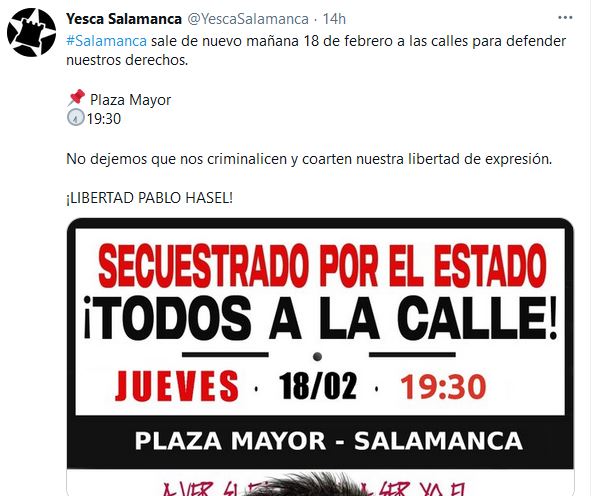 Yesca Salamanca @YescaSalamanca · 14h
#Salamanca sale de nuevo mañana 18 de febrero a las calles para defender
nuestros derechos.
📌 Plaza Mayor
🕢19:30
No dejemos que nos criminalicen y coarten nuestra libertad de expresión.
¡LIBERTAD PABLO HASEL!
SECUESTRADO POR EL ESTADO
¡TODOS A LA CALLE!
JUEVES · 18/02 · 19:30
PLAZA MAYOR - SALAMANCA